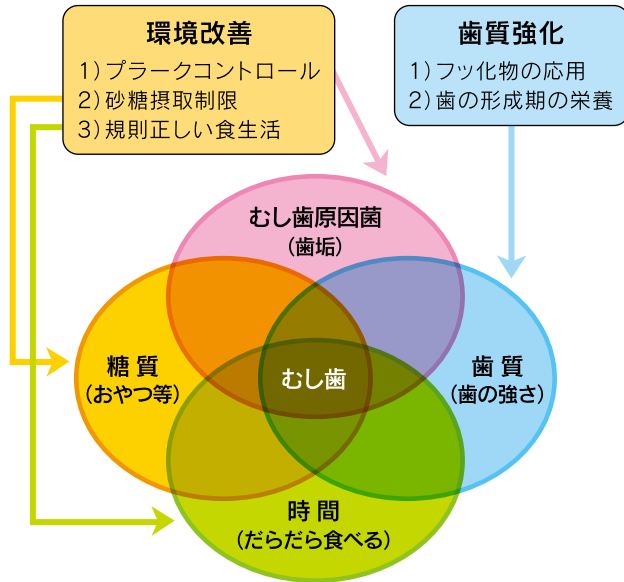 環境改善
1)プラークコントロール
2)砂糖摂取制限
3)規則正しい食生活
歯質強化
1)フッ化物の応用
2)歯の形成期の栄養
むし歯原因菌
(歯垢)
糖質
(おやつ等)
むし歯
歯質
(歯の強さ)
時間
(だらだら食べる)